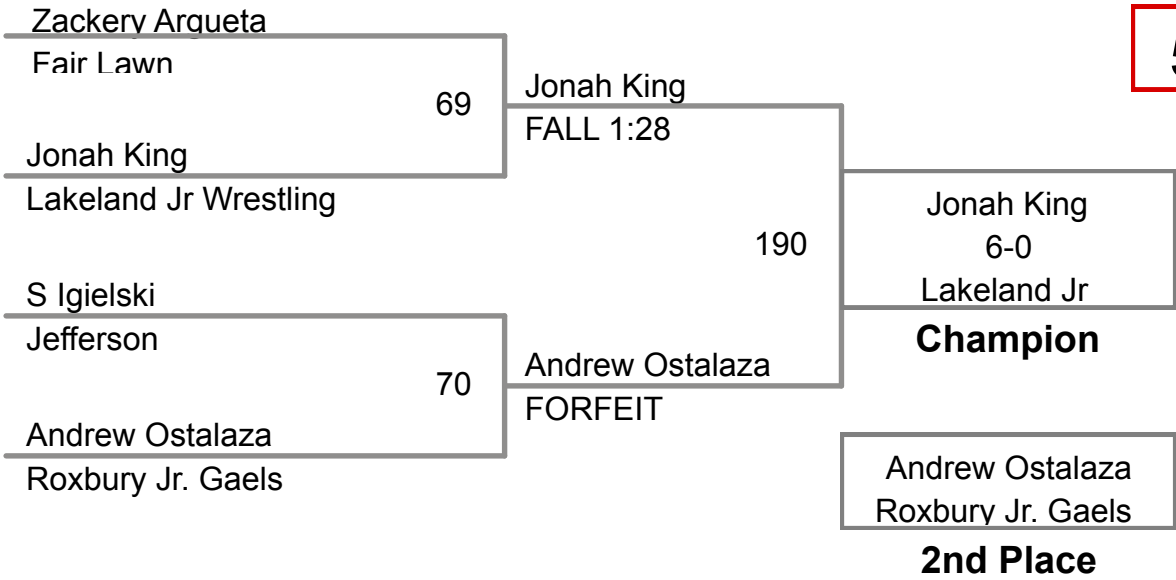 Zackery Argueta
Fair Lawn
69
Jonah King
Lakeland Jr Wrestling
S Igielski
Jefferson
70
Andrew Ostalaza
Roxbury Jr. Gaels
Jonah King
FALL 1:28
190
Andrew Ostalaza
FORFEIT
Jonah King
6-0
Lakeland Jr
Champion
Andrew Ostalaza
Roxbury Jr. Gaels
2nd Place